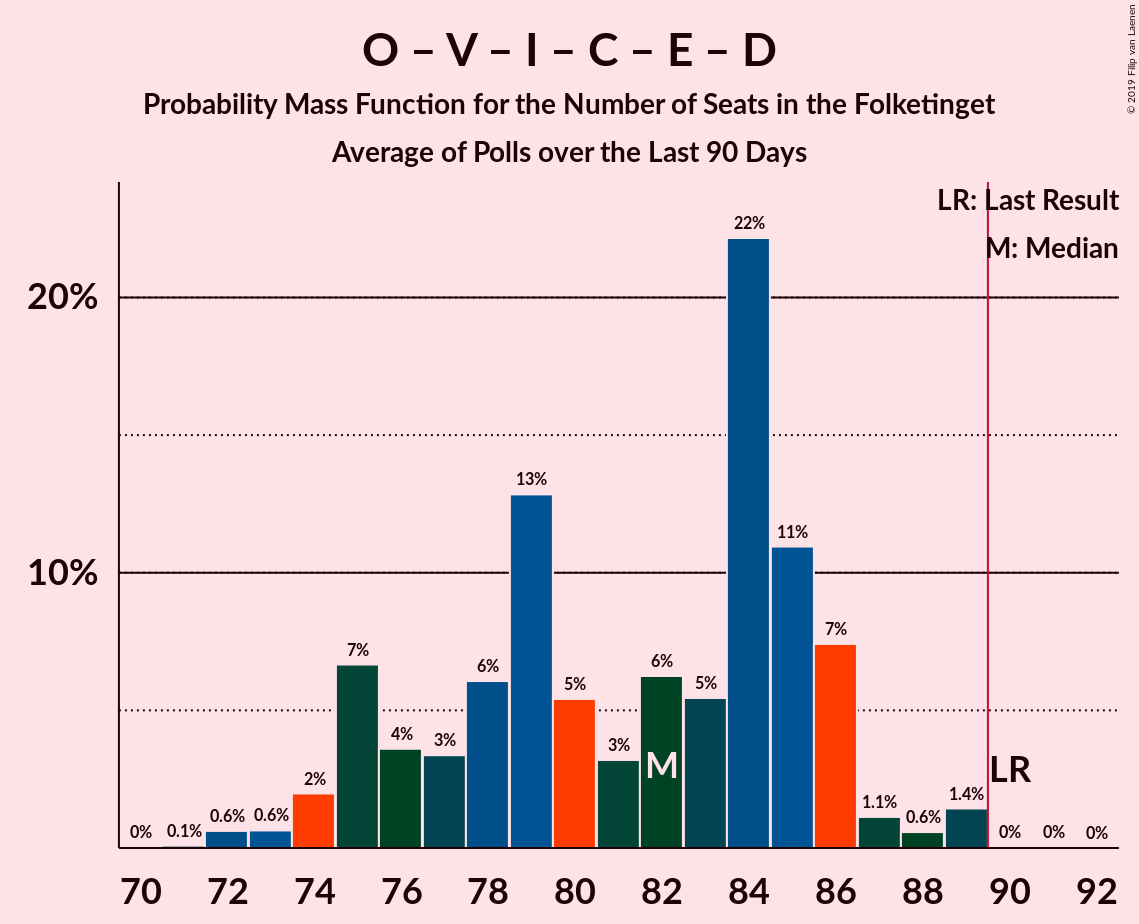 O – V – I – C – E – D
Probability Mass Function for the Number of Seats in the Folketinget
Average of Polls over the Last 90 Days
© 2019 Filip van Laenen
LR: Last Result
M: Median
20%
10%
0%
0.1%
0.6%
0.6%
2%
7%
4%
3%
6%
13%
5%
3%
6%
5%
22%
11%
7%
1.1%
0.6%
1.4%
0%
0%
0%
M
LR
70 72 74 76 78 80 82 84 86 88 90 92